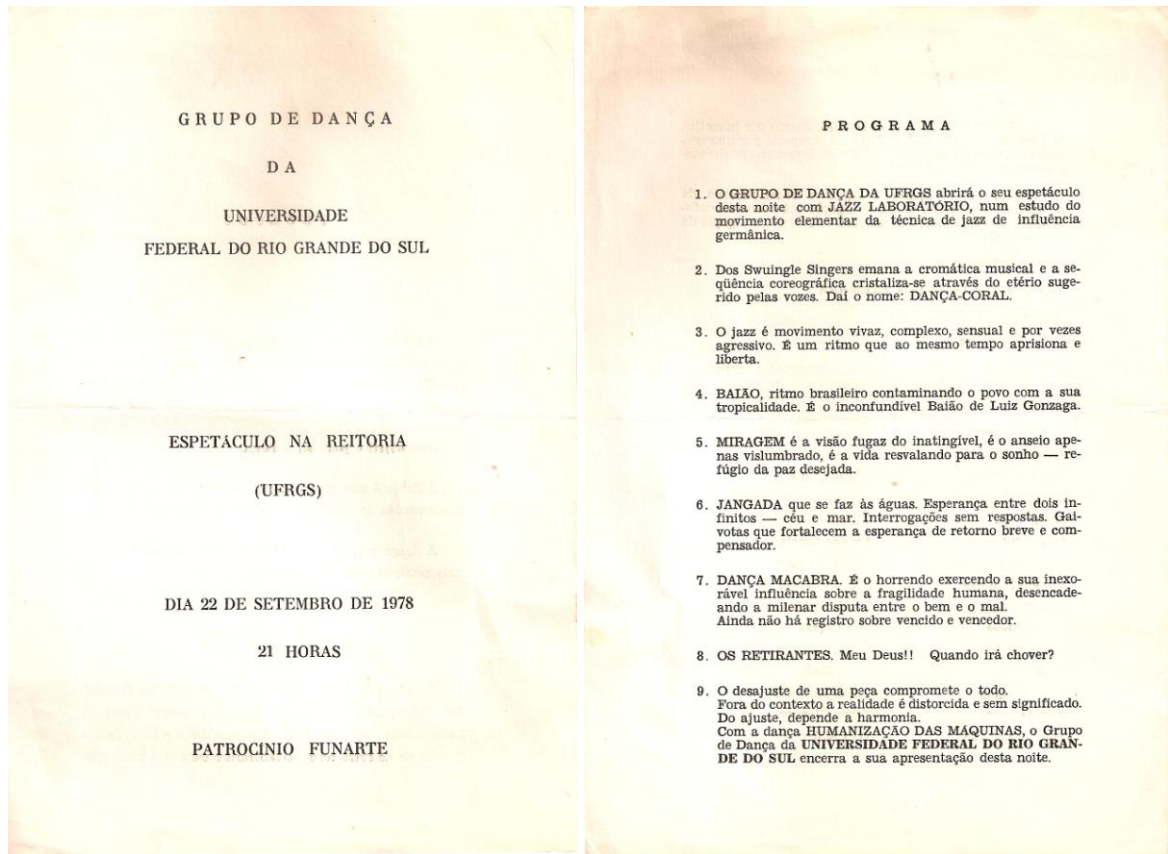 GRUPO DE DANÇA
DA
UNIVERSIDADE
FEDERAL DO RIO GRANDE DO SUL
ESPETÁCULO NA REITORIA
(UFRGS)
DIA 22 DE SETEMBRO DE 1978
21 HORAS
PATROCÍNIO FUNARTE
PROGRAMA
1. O GRUPO DE DANÇA DA UFRGS abrirá o seu espetáculo
desta noite com JAZZ LABORATÓRIO, num estudo do
movimento elementar da técnica de jazz de influência
germânica.
2. Dos Swuingle Singers emana a cromática musical e a se-
qüência coreográfica cristaliza-se através do etério suge-
rido pelas vozes. Daí o nome: DANÇA-CORAL.
3. O jazz é movimento vivaz, complexo, sensual e por vezes
agressivo. É um ritmo que ao mesmo tempo aprisiona e
liberta.
4. BAIÃO, ritmo brasileiro contaminando o povo com a sua
tropicalidade. É o inconfundível Baião de Luiz Gonzaga.
5. MIRAGEM é a visão fugaz do inatingível, é o anseio ape-
nas vislumbrado, é a vida resvalando para o sonho — re-
fúgio da paz desejada.
6. JANGADA que se faz às águas. Esperança entre dois in-
finitos — céu e mar. Interrogações sem respostas. Gai-
votas que fortalecem a esperança de retorno breve e com-
pensador.
7. DANÇA MACABRA. É o horrendo exercendo a sua inexo-
rável influência sobre a fragilidade humana, desencade-
ando a milenar disputa entre o bem e o mal.
Ainda não há registro sobre vencido e vencedor.
8. OS RETIRANTES. Meu Deus!! Quando irá chover?
9. O desajuste de uma peça compromete o todo.
Fora do contexto a realidade é distorcida e sem significado.
Do ajuste, depende a harmonia.
Com a dança HUMANIZAÇÃO DAS MÁQUINAS, o Grupo
de Dança da UNIVERSIDADE FEDERAL DO RIO GRAN-
DE DO SUL encerra a sua apresentação desta noite.